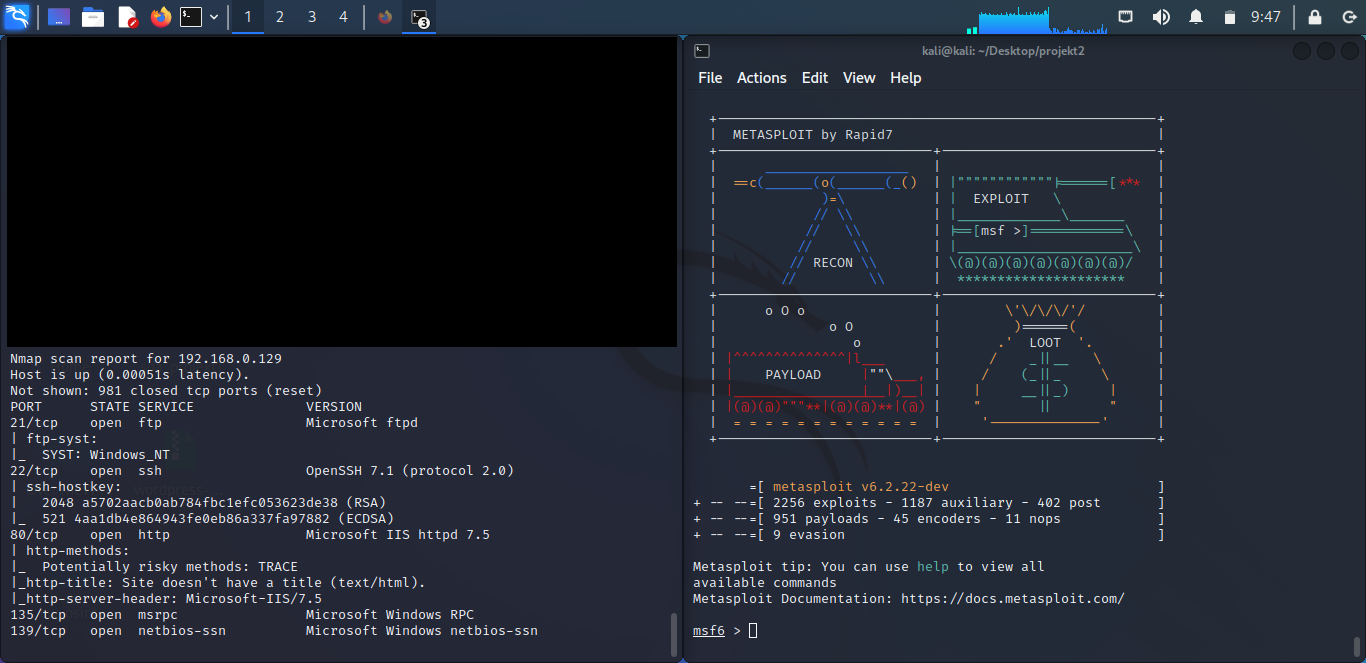 1 2 3 4 3 9:47
Nmap scan report for 192.168.0.129
Host is up (0.00051s latency).
Not shown: 981 closed tcp ports (reset)
PORT STATE SERVICE VERSION
21/tcp open ftp Microsoft ftpd
| ftp-syst:
|_ SYST: Windows_NT
22/tcp open ssh OpenSSH 7.1 (protocol 2.0)
| ssh-hostkey:
| 2048 a5702aacb0ab784fbc1efc053623de38 (RSA)
|_ 521 4aa1db4e864943fe0eb86a337fa97882 (ECDSA)
80/tcp open http Microsoft IIS httpd 7.5
| http-methods:
|_ Potentially risky methods: TRACE
|_http-title: Site doesn't have a title (text/html).
|_http-server-header: Microsoft-IIS/7.5
135/tcp open msrpc Microsoft Windows RPC
139/tcp open netbios-ssn Microsoft Windows netbios-ssn
kali@kali: ~/Desktop/projekt2
File Actions Edit View Help
METASPLOIT by Rapid7
EXPLOIT
[msf >]
RECON
LOOT
PAYLOAD
=[ metasploit v6.2.22-dev ]
+ -- --=[ 2256 exploits - 1187 auxiliary - 402 post ]
+ -- --=[ 951 payloads - 45 encoders - 11 nops ]
+ -- --=[ 9 evasion ]
Metasploit tip: You can use help to view all
available commands
Metasploit Documentation: https://docs.metasploit.com/
msf6 >